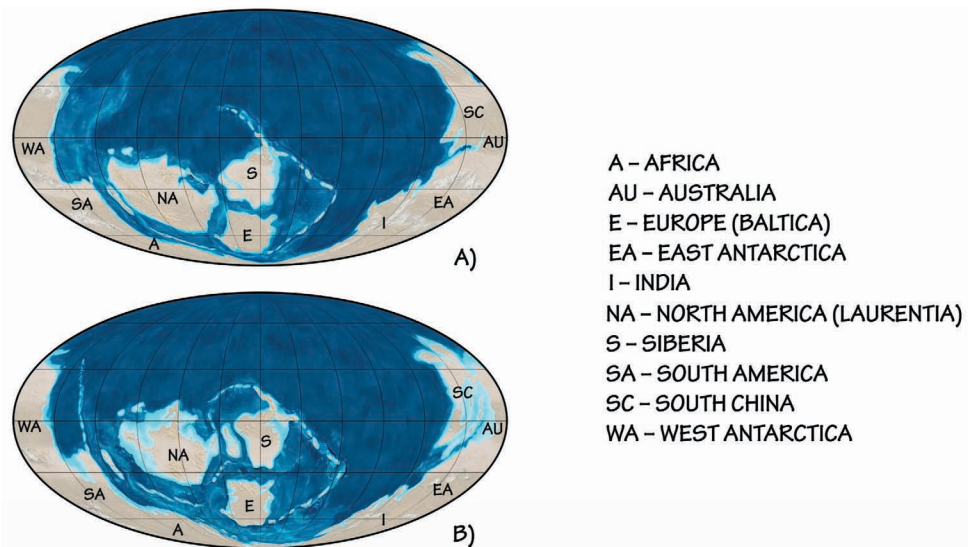 WA
SA
A
NA
S
E
I
EA
SC
AU
A)
WA
SA
A
NA
S
E
I
EA
SC
AU
B)
A – AFRICA
AU – AUSTRALIA
E – EUROPE (BALTICA)
EA – EAST ANTARCTICA
I – INDIA
NA – NORTH AMERICA (LAURENTIA)
S – SIBERIA
SA – SOUTH AMERICA
SC – SOUTH CHINA
WA – WEST ANTARCTICA